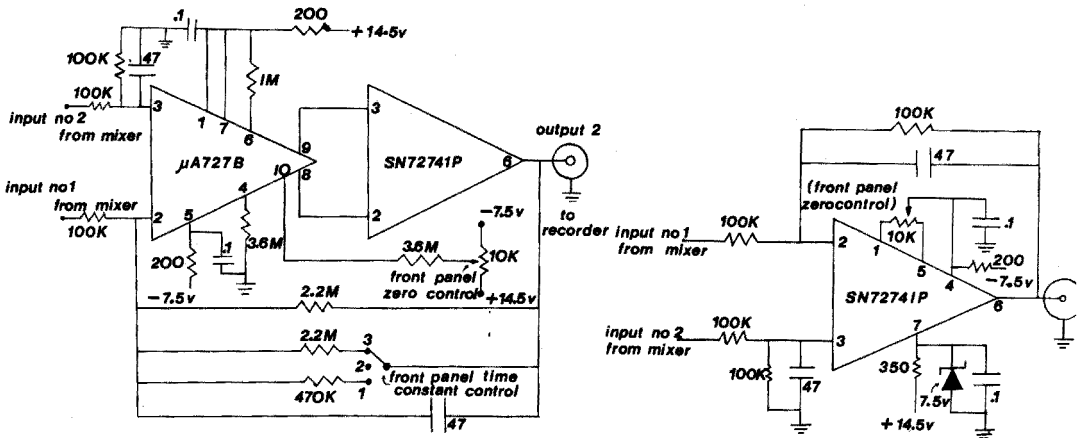 .1
200
+14.5v
100K
47
1M
100K
3
input no2
from mixer
1
7
6
μA727B
9
10
8
3
SN72741P
6
2
output 2
to
recorder
input no1
from mixer
100K
2
5
4
200
.1
3.6M
-7.5v
3.6M
front panel
zero control
-7.5v
10K
+14.5v
2.2M
2.2M
3
2
1
470K
front panel time
constant control
47
100K
47
(front panel
zerocontrol)
10K
.1
input no1
from mixer
100K
2
1
5
4
200
-7.5v
SN72741P
6
input no 2
from mixer
100K
3
7
100K
47
350
7.5v
.1
+14.5v